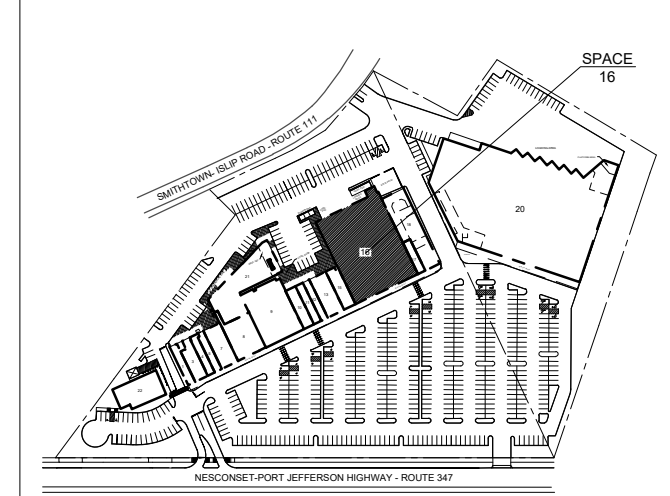 SPACE
16
SMITHTOWN- ISLIP ROAD - ROUTE 111
20
16
21
9
8
7
22
NESCONSET-PORT JEFFERSON HIGHWAY - ROUTE 347